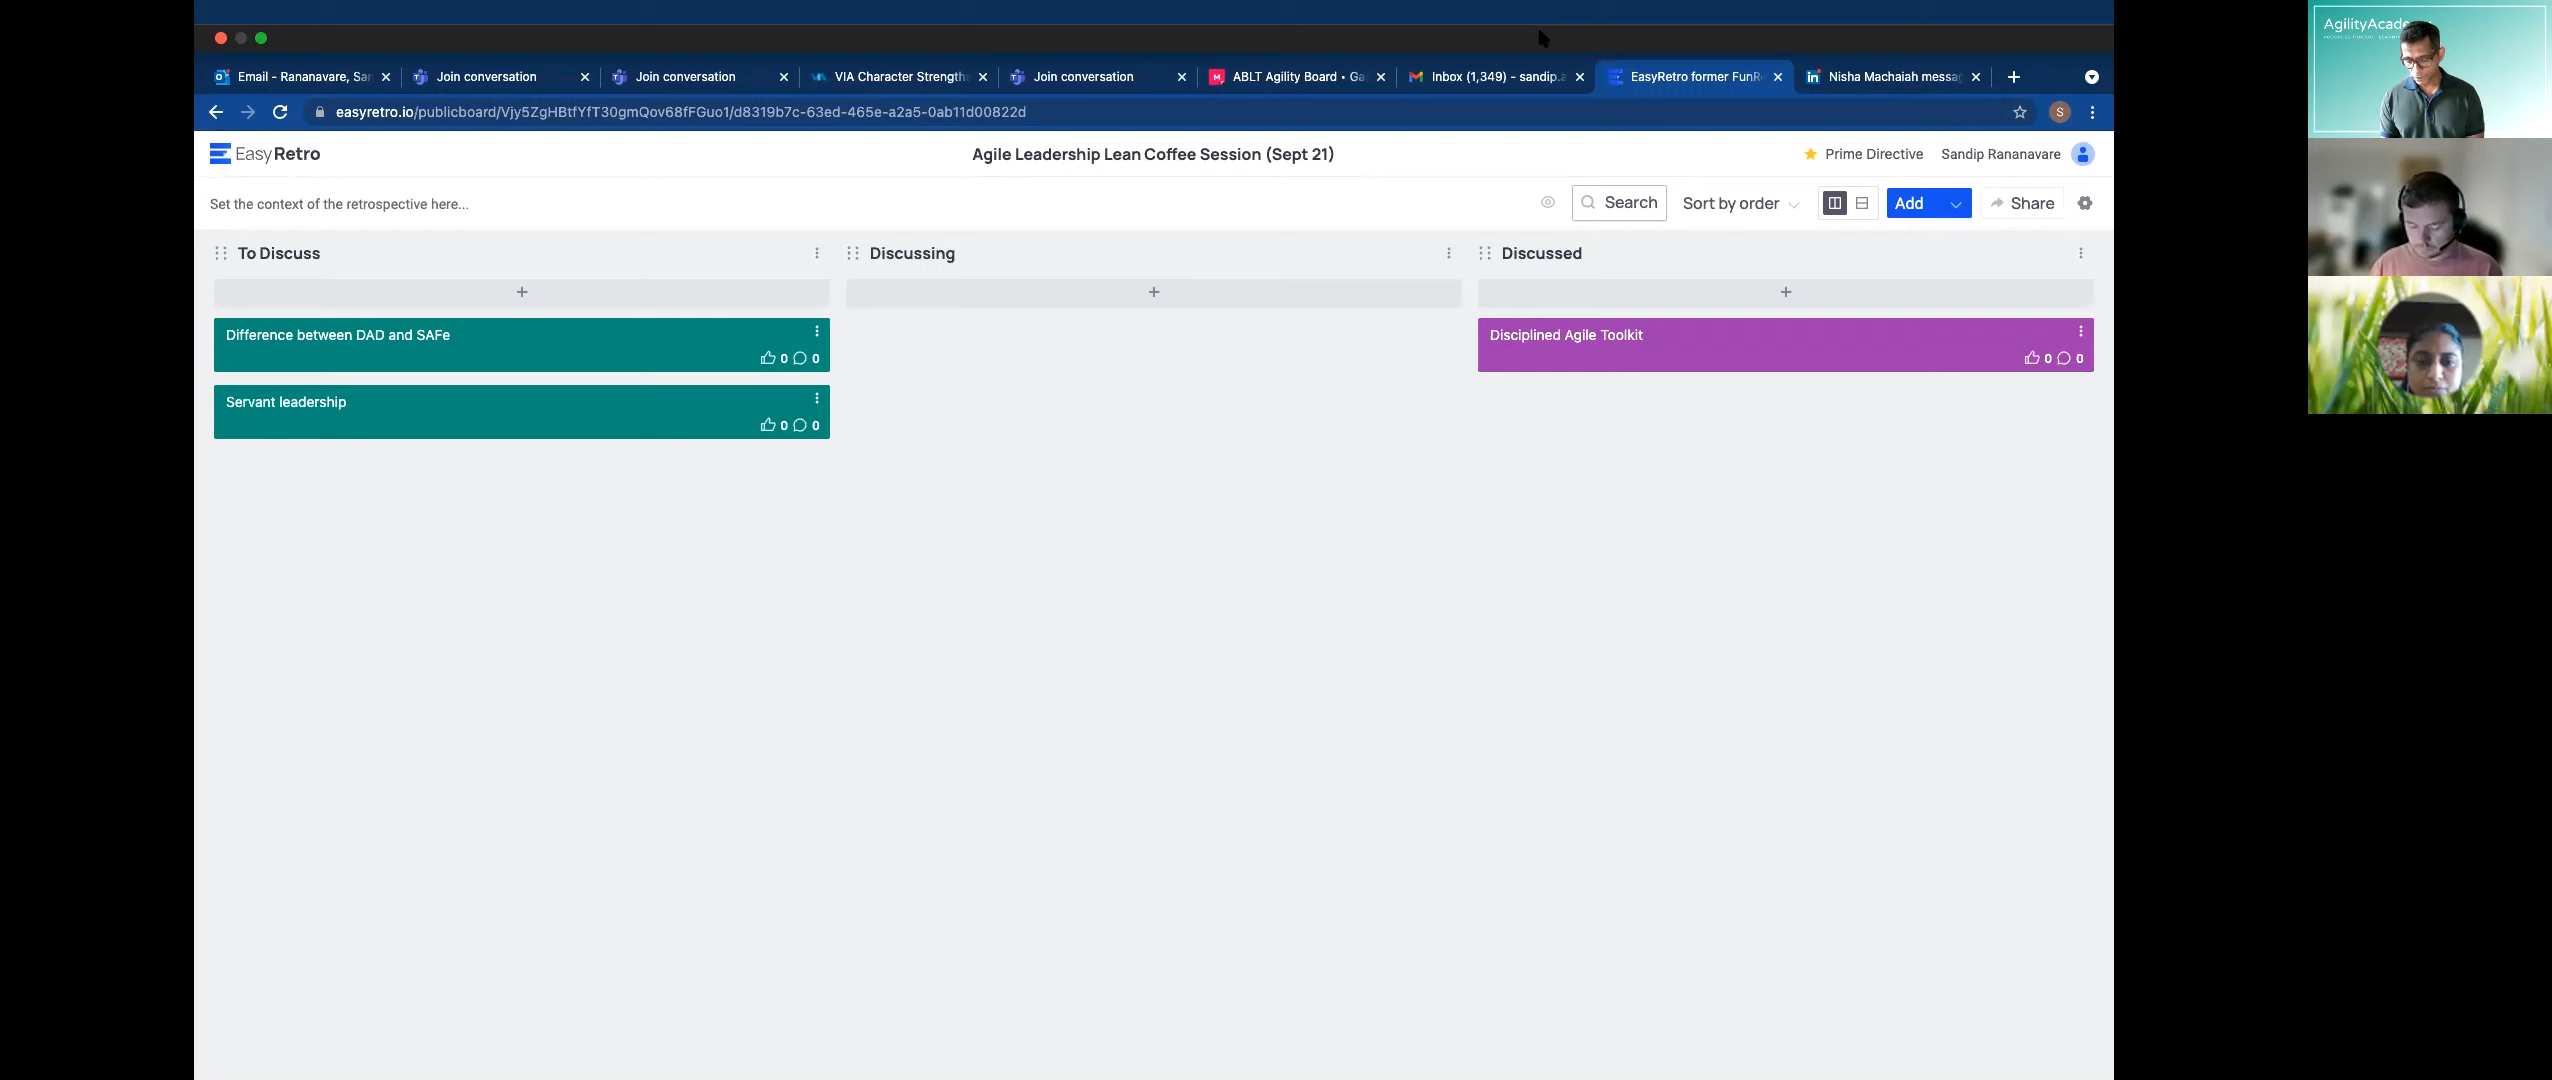 Email - Rananavare, Sa
Join conversation
Join conversation
VIA Character Strength
Join conversation
ABLT Agility Board • Ga
Inbox (1,349) - sandip.a
EasyRetro former FunR
Nisha Machaiah messa
easyretro.io/publicboard/Vjy5ZgHBtfYfT30gmQov68fFGuo1/d8319b7c-63ed-465e-a2a5-0ab11d00822d
S
EasyRetro
Agile Leadership Lean Coffee Session (Sept 21)
Prime Directive
Sandip Rananavare
Set the context of the retrospective here...
Search
Sort by order
Add
Share
To Discuss
Discussing
Discussed
+
+
+
Difference between DAD and SAFe
0 0
Disciplined Agile Toolkit
0 0
Servant leadership
0 0
AgilityAcade